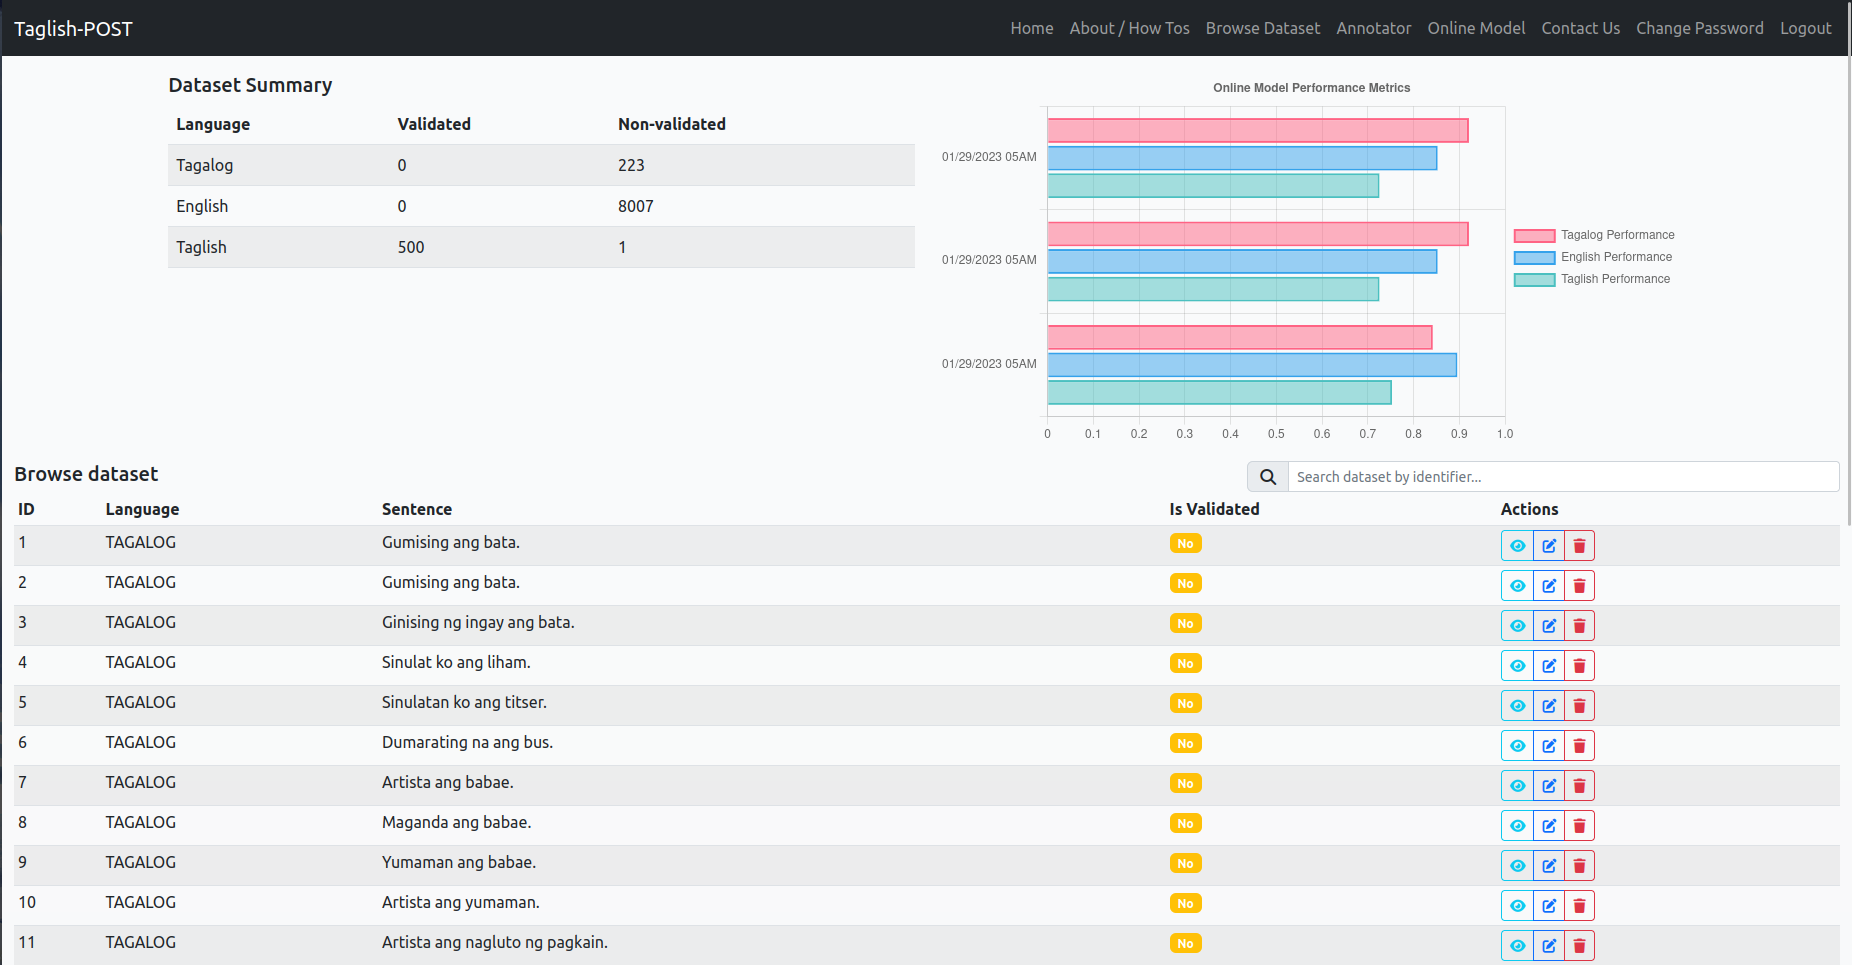 Taglish-POST Home About / How Tos Browse Dataset Annotator Online Model Contact Us Change Password Logout
Dataset Summary
Language Validated Non-validated
Tagalog 0 223
English 0 8007
Taglish 500 1
Online Model Performance Metrics
01/29/2023 05AM
01/29/2023 05AM
01/29/2023 05AM
0 0.1 0.2 0.3 0.4 0.5 0.6 0.7 0.8 0.9 1.0
Tagalog Performance
English Performance
Taglish Performance
Browse dataset
Search dataset by identifier...
ID Language Sentence Is Validated Actions
1 TAGALOG Gumising ang bata. No
2 TAGALOG Gumising ang bata. No
3 TAGALOG Ginising ng ingay ang bata. No
4 TAGALOG Sinulat ko ang liham. No
5 TAGALOG Sinulatan ko ang titser. No
6 TAGALOG Dumarating na ang bus. No
7 TAGALOG Artista ang babae. No
8 TAGALOG Maganda ang babae. No
9 TAGALOG Yumaman ang babae. No
10 TAGALOG Artista ang yumaman. No
11 TAGALOG Artista ang nagluto ng pagkain. No